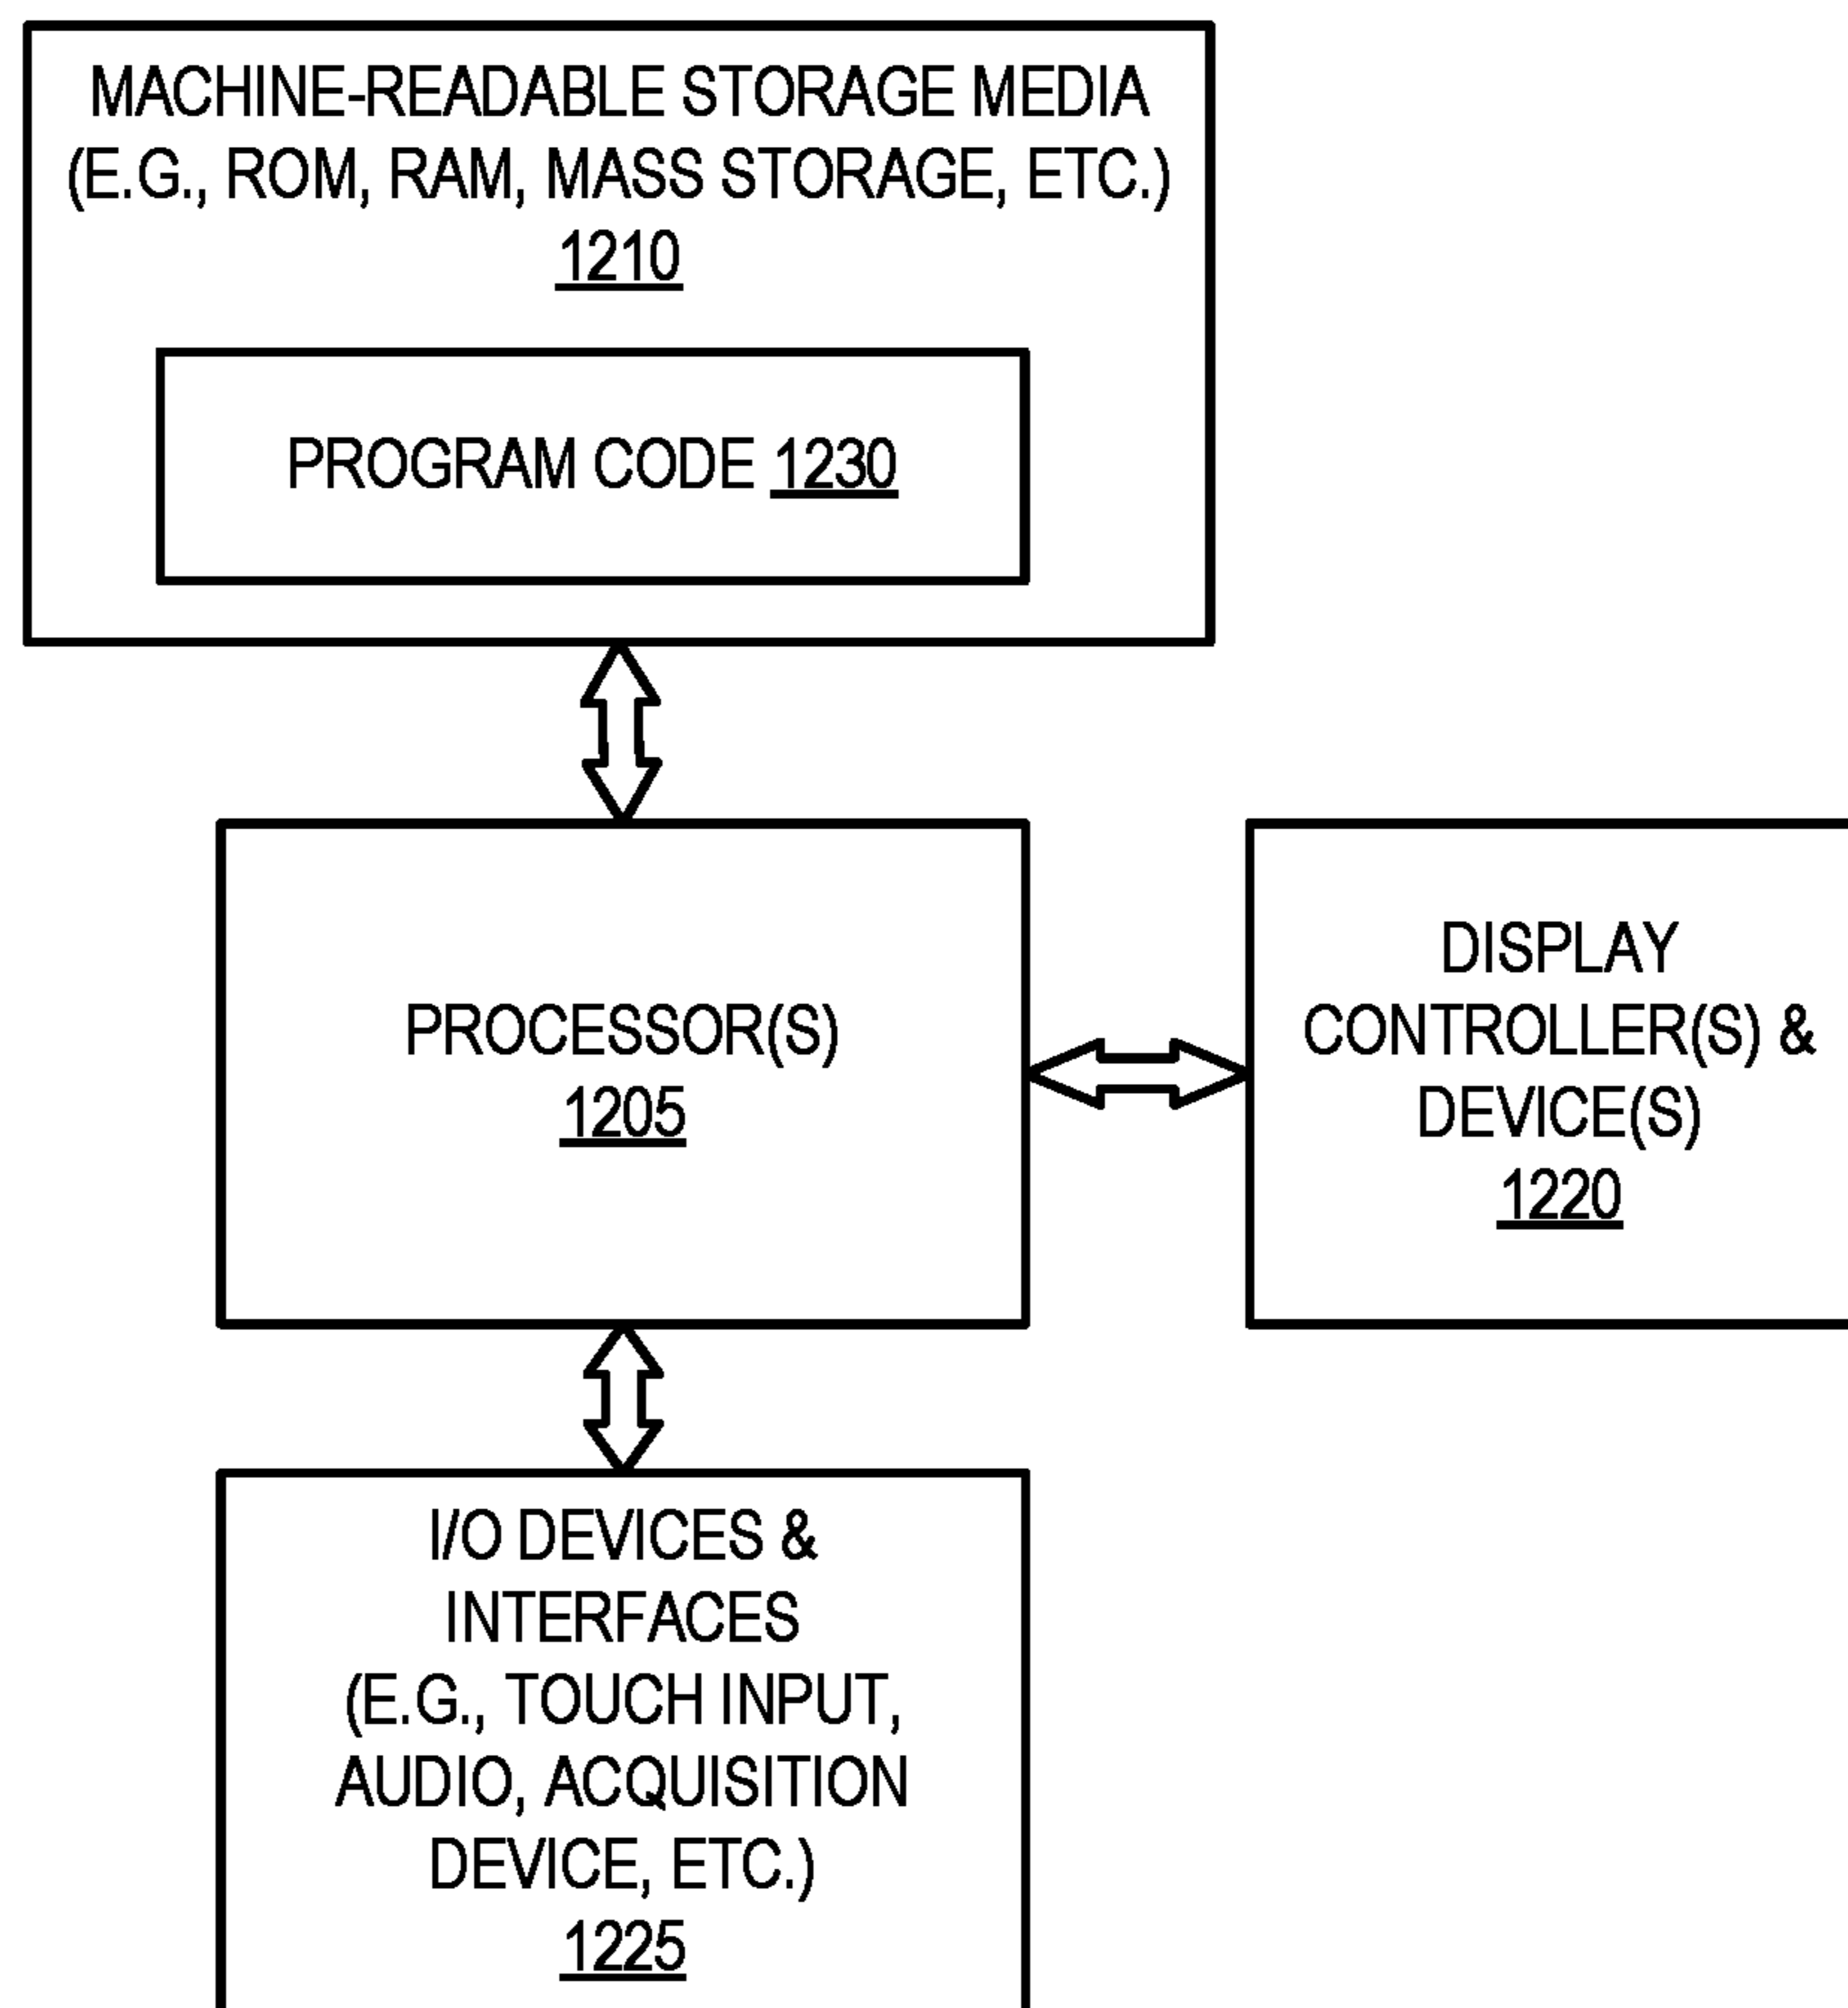 MACHINE-READABLE STORAGE MEDIA
(E.G., ROM, RAM, MASS STORAGE, ETC.)
1210
PROGRAM CODE 1230
PROCESSOR(S)
1205
DISPLAY
CONTROLLER(S) &
DEVICE(S)
1220
I/O DEVICES &
INTERFACES
(E.G., TOUCH INPUT,
AUDIO, ACQUISITION
DEVICE, ETC.)
1225